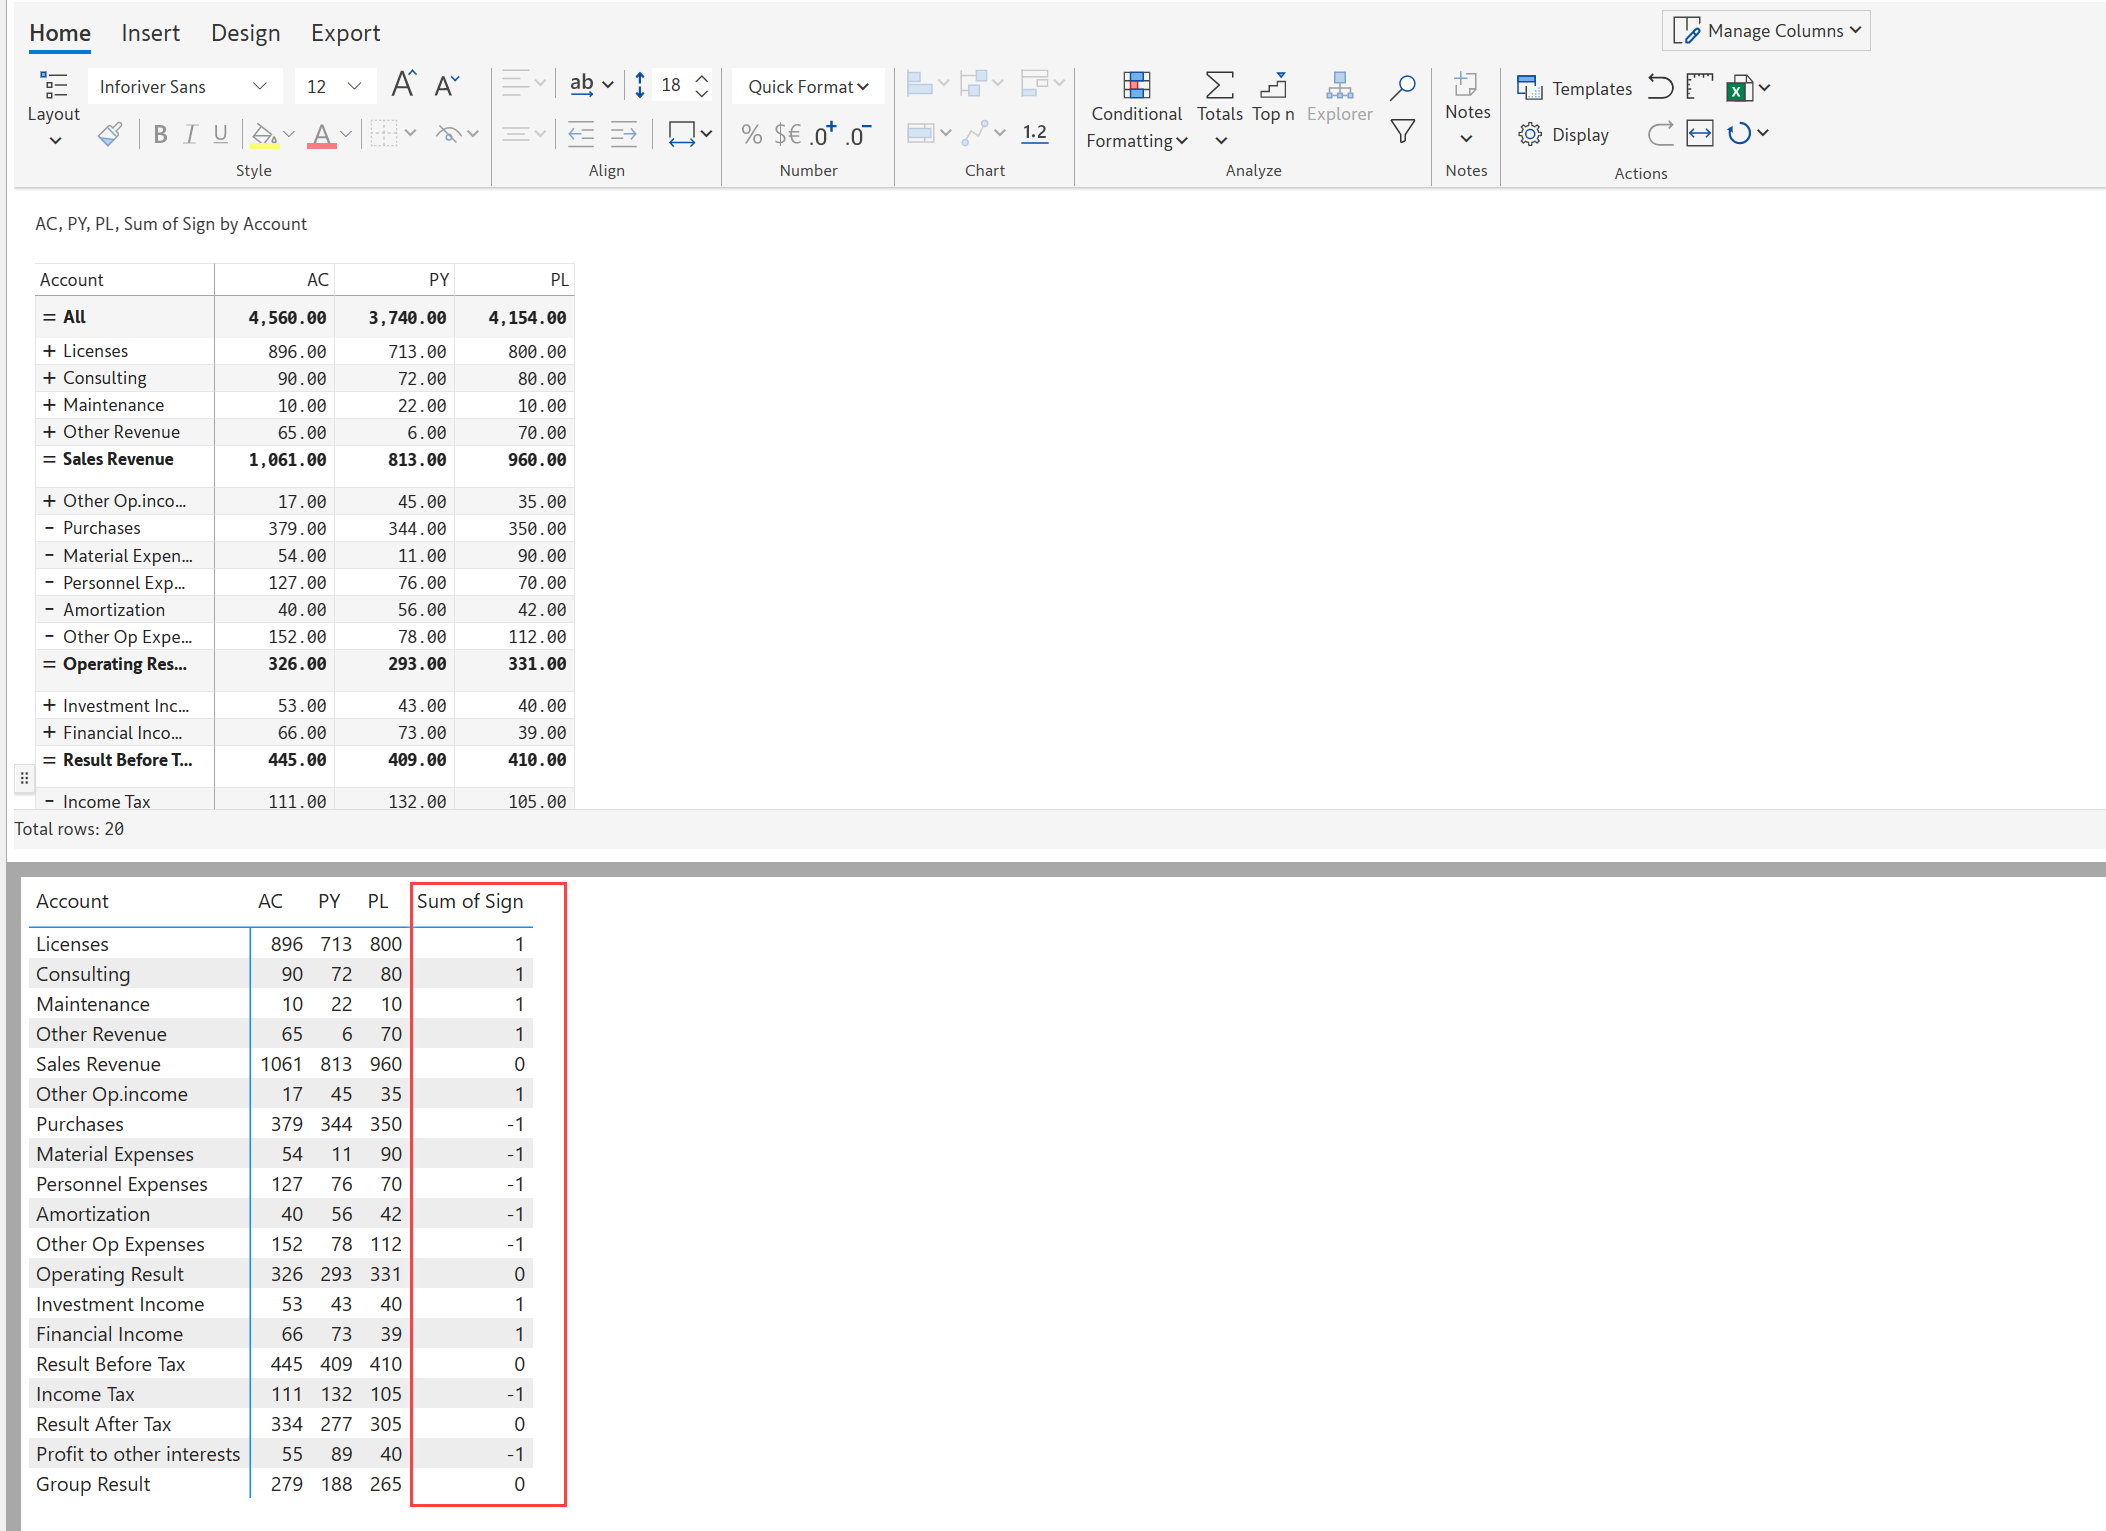 Home Insert Design Export Manage Columns
Inforiver Sans 12 A A ab 18 Quick Format Templates
Layout Conditional Totals Top n Explorer Notes
B I U A % $€ .0+ .0- 1.2 Formatting Display
Style Align Number Chart Analyze Notes Actions
AC, PY, PL, Sum of Sign by Account
Account AC PY PL
= All 4,560.00 3,740.00 4,154.00
+ Licenses 896.00 713.00 800.00
+ Consulting 90.00 72.00 80.00
+ Maintenance 10.00 22.00 10.00
+ Other Revenue 65.00 6.00 70.00
= Sales Revenue 1,061.00 813.00 960.00
+ Other Op.inco... 17.00 45.00 35.00
- Purchases 379.00 344.00 350.00
- Material Expen... 54.00 11.00 90.00
- Personnel Exp... 127.00 76.00 70.00
- Amortization 40.00 56.00 42.00
- Other Op Expe... 152.00 78.00 112.00
= Operating Res... 326.00 293.00 331.00
+ Investment Inc... 53.00 43.00 40.00
+ Financial Inco... 66.00 73.00 39.00
= Result Before T... 445.00 409.00 410.00
- Income Tax 111.00 132.00 105.00
Total rows: 20
Account AC PY PL Sum of Sign
Licenses 896 713 800 1
Consulting 90 72 80 1
Maintenance 10 22 10 1
Other Revenue 65 6 70 1
Sales Revenue 1061 813 960 0
Other Op.income 17 45 35 1
Purchases 379 344 350 -1
Material Expenses 54 11 90 -1
Personnel Expenses 127 76 70 -1
Amortization 40 56 42 -1
Other Op Expenses 152 78 112 -1
Operating Result 326 293 331 0
Investment Income 53 43 40 1
Financial Income 66 73 39 1
Result Before Tax 445 409 410 0
Income Tax 111 132 105 -1
Result After Tax 334 277 305 0
Profit to other interests 55 89 40 -1
Group Result 279 188 265 0